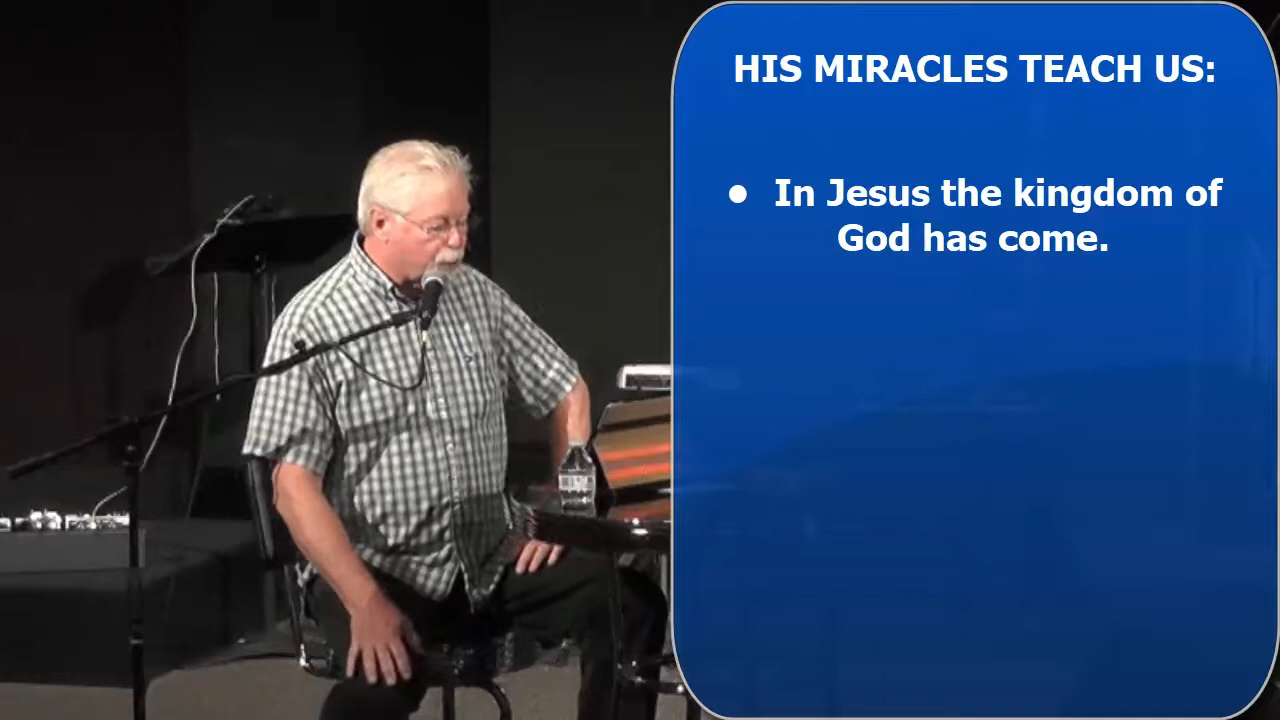 HIS MIRACLES TEACH US:
● In Jesus the kingdom of
God has come.